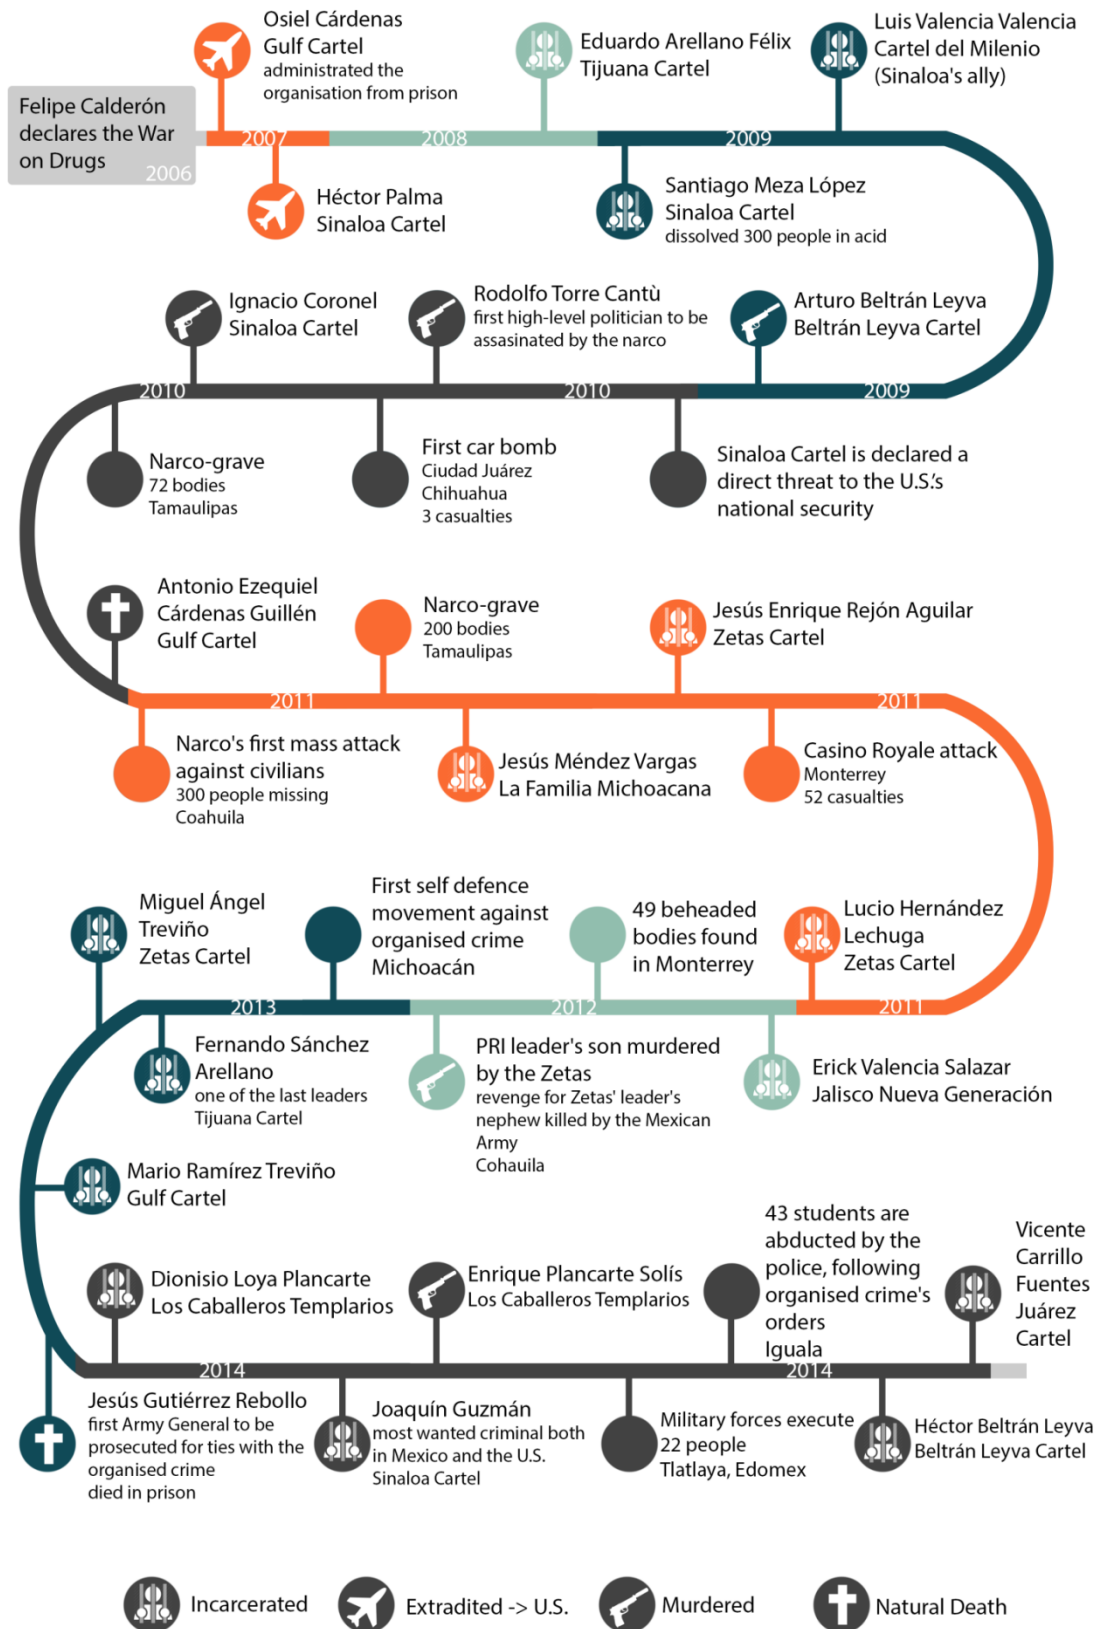 Felipe Calderón
declares the War
on Drugs
2006
Osiel Cárdenas
Gulf Cartel
administrated the
organisation from prison
2007
Héctor Palma
Sinaloa Cartel
Eduardo Arellano Félix
Tijuana Cartel
2008
Luis Valencia Valencia
Cartel del Milenio
(Sinaloa's ally)
2009
Santiago Meza López
Sinaloa Cartel
dissolved 300 people in acid
Arturo Beltrán Leyva
Beltrán Leyva Cartel
2009
Rodolfo Torre Cantù
first high-level politician to be
assasinated by the narco
Ignacio Coronel
Sinaloa Cartel
2010
2010
Sinaloa Cartel is declared a
direct threat to the U.S.'s
national security
First car bomb
Ciudad Juárez
Chihuahua
3 casualties
Narco-grave
72 bodies
Tamaulipas
Antonio Ezequiel
Cárdenas Guillén
Gulf Cartel
Narco-grave
200 bodies
Tamaulipas
Jesús Enrique Rejón Aguilar
Zetas Cartel
2011
2011
Narco's first mass attack
against civilians
300 people missing
Coahuila
Jesús Méndez Vargas
La Familia Michoacana
Casino Royale attack
Monterrey
52 casualties
Lucio Hernández
Lechuga
Zetas Cartel
2011
49 beheaded
bodies found
in Monterrey
2012
Erick Valencia Salazar
Jalisco Nueva Generación
PRI leader's son murdered
by the Zetas
revenge for Zetas' leader's
nephew killed by the Mexican
Army
Cohauila
First self defence
movement against
organised crime
Michoacán
2013
Miguel Ángel
Treviño
Zetas Cartel
Fernando Sánchez
Arellano
one of the last leaders
Tijuana Cartel
Mario Ramírez Treviño
Gulf Cartel
Jesús Gutiérrez Rebollo
first Army General to be
prosecuted for ties with the
organised crime
died in prison
Dionisio Loya Plancarte
Los Caballeros Templarios
2014
Joaquín Guzmán
most wanted criminal both
in Mexico and the U.S.
Sinaloa Cartel
Enrique Plancarte Solís
Los Caballeros Templarios
Military forces execute
22 people
Tlatlaya, Edomex
43 students are
abducted by the
police, following
organised crime's
orders
Iguala
2014
Héctor Beltrán Leyva
Beltrán Leyva Cartel
Vicente
Carrillo
Fuentes
Juárez
Cartel
Incarcerated
Extradited -> U.S.
Murdered
Natural Death